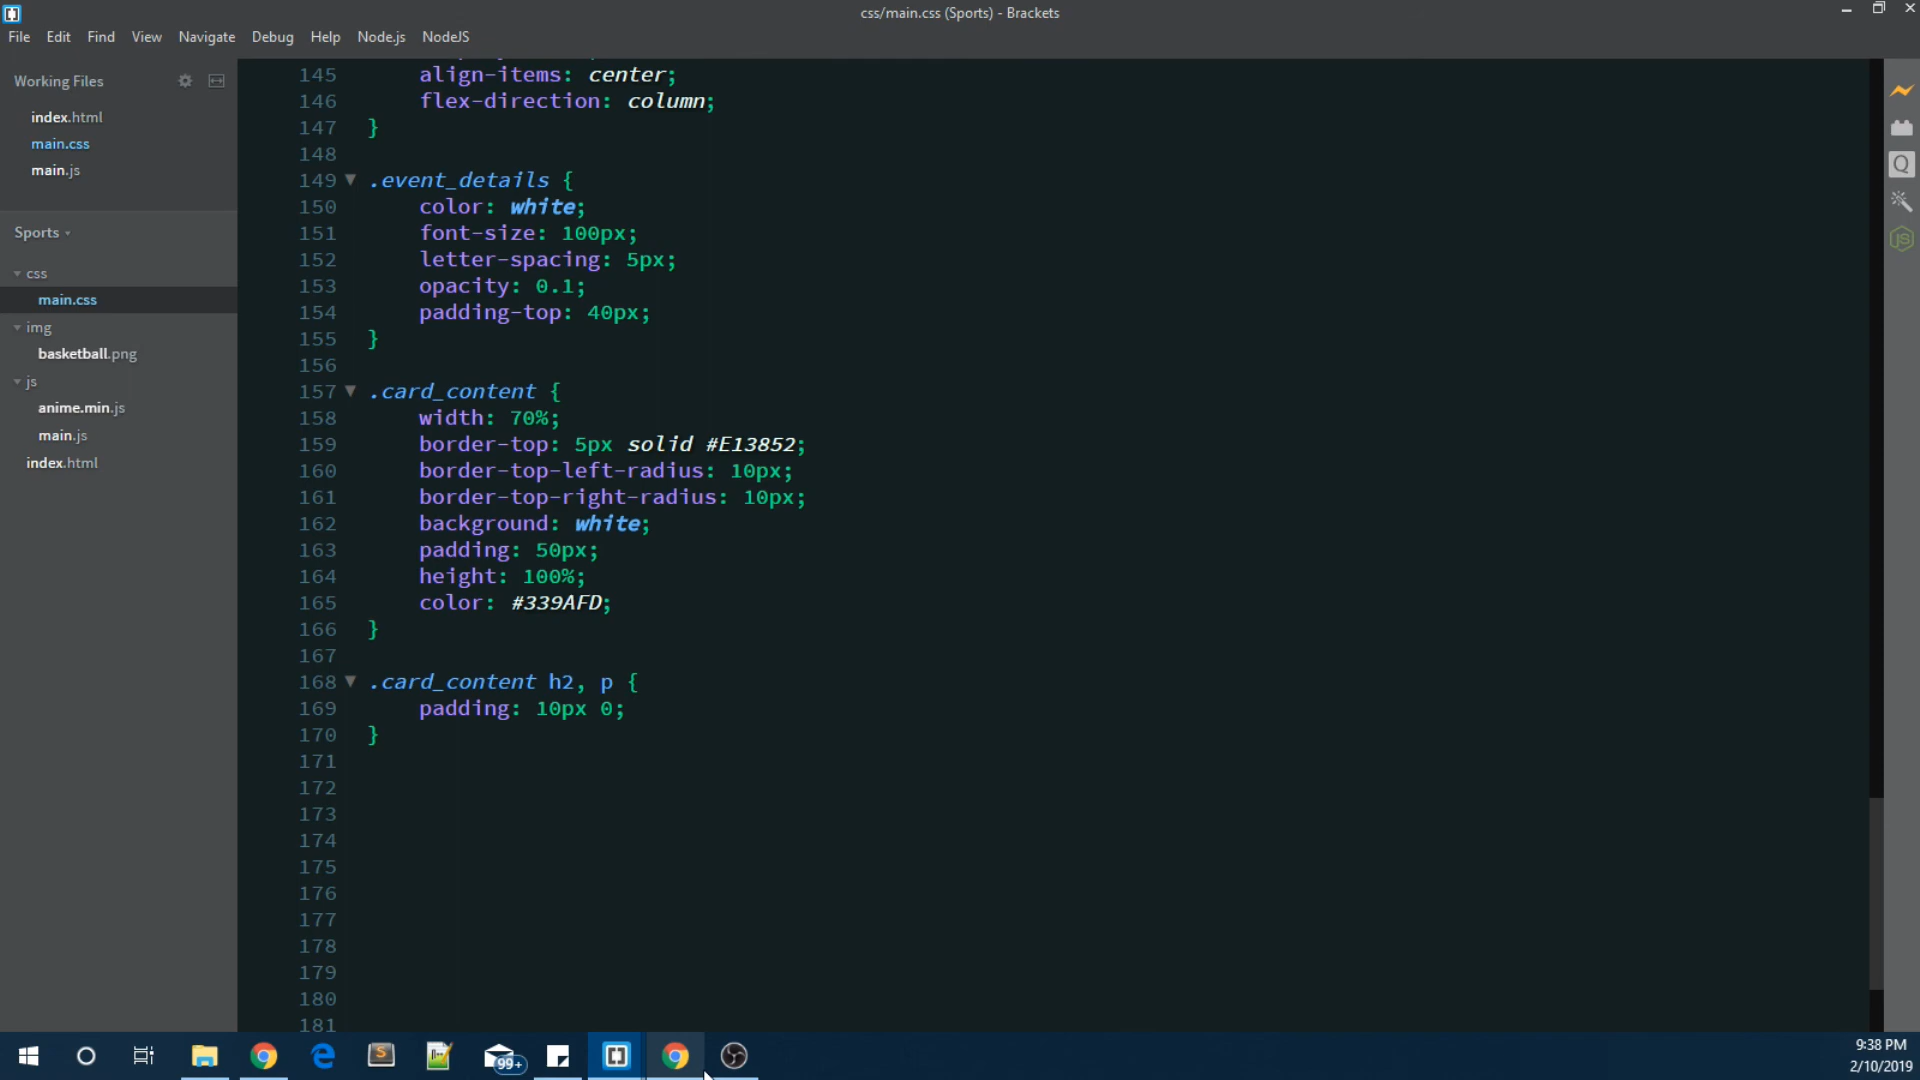 css/main.css (Sports) - Brackets
File Edit Find View Navigate Debug Help Node.js NodeJS
Working Files
index.html
main.css
main.js
Sports
css
main.css
img
basketball.png
js
anime.min.js
main.js
index.html
145 align-items: center;
146 flex-direction: column;
147 }
148
149 .event_details {
150 color: white;
151 font-size: 100px;
152 letter-spacing: 5px;
153 opacity: 0.1;
154 padding-top: 40px;
155 }
156
157 .card_content {
158 width: 70%;
159 border-top: 5px solid #E13852;
160 border-top-left-radius: 10px;
161 border-top-right-radius: 10px;
162 background: white;
163 padding: 50px;
164 height: 100%;
165 color: #339AFD;
166 }
167
168 .card_content h2, p {
169 padding: 10px 0;
170 }
171
172
173
174
175
176
177
178
179
180
181
Q
JS
S
99+
9:38 PM
2/10/2019